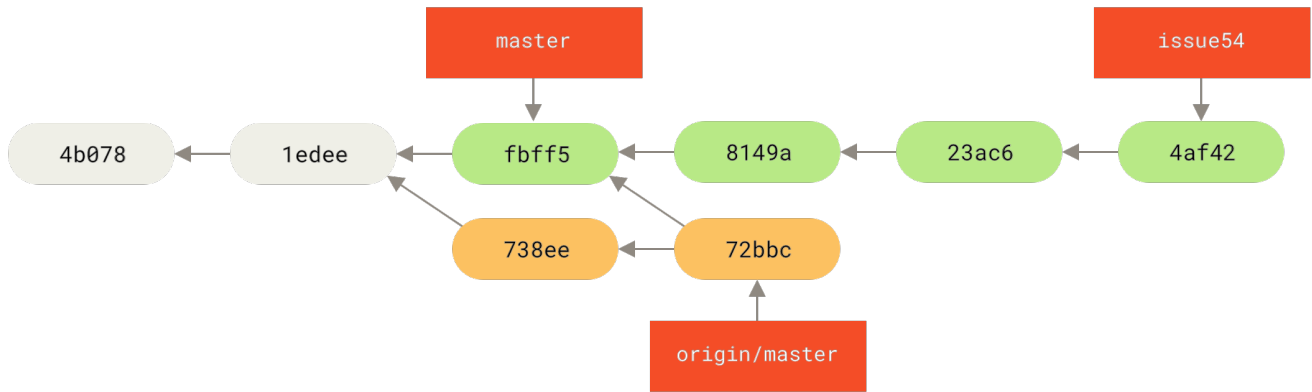 master
issue54
4b078
1edee
fbff5
8149a
23ac6
4af42
738ee
72bbc
origin/master